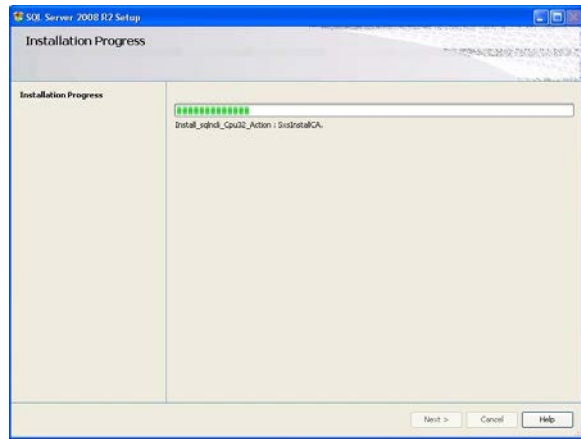 SQL Server 2008 R2 Setup
Installation Progress
Installation Progress
Install_sqlncli_Cpu32_Action : SxsInstallCA.
Next >
Cancel
Help